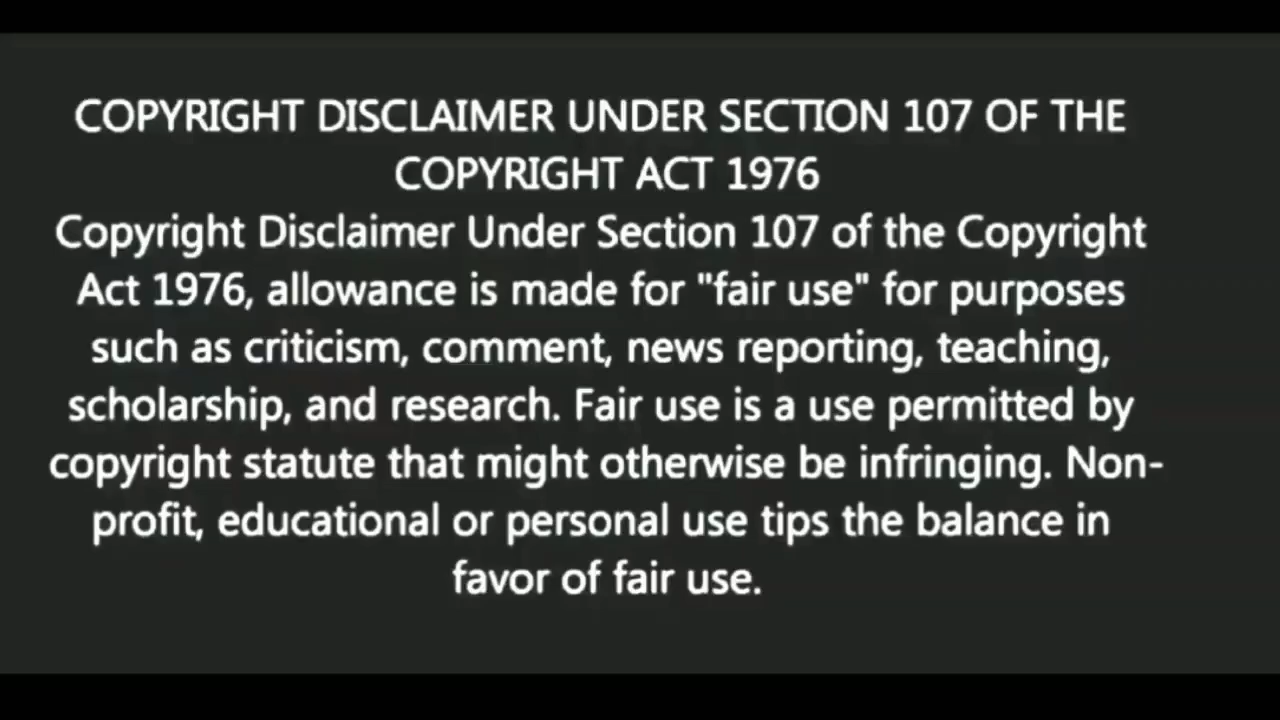 COPYRIGHT DISCLAIMER UNDER SECTION 107 OF THE
COPYRIGHT ACT 1976
Copyright Disclaimer Under Section 107 of the Copyright
Act 1976, allowance is made for "fair use" for purposes
such as criticism, comment, news reporting, teaching,
scholarship, and research. Fair use is a use permitted by
copyright statute that might otherwise be infringing. Non-
profit, educational or personal use tips the balance in
favor of fair use.